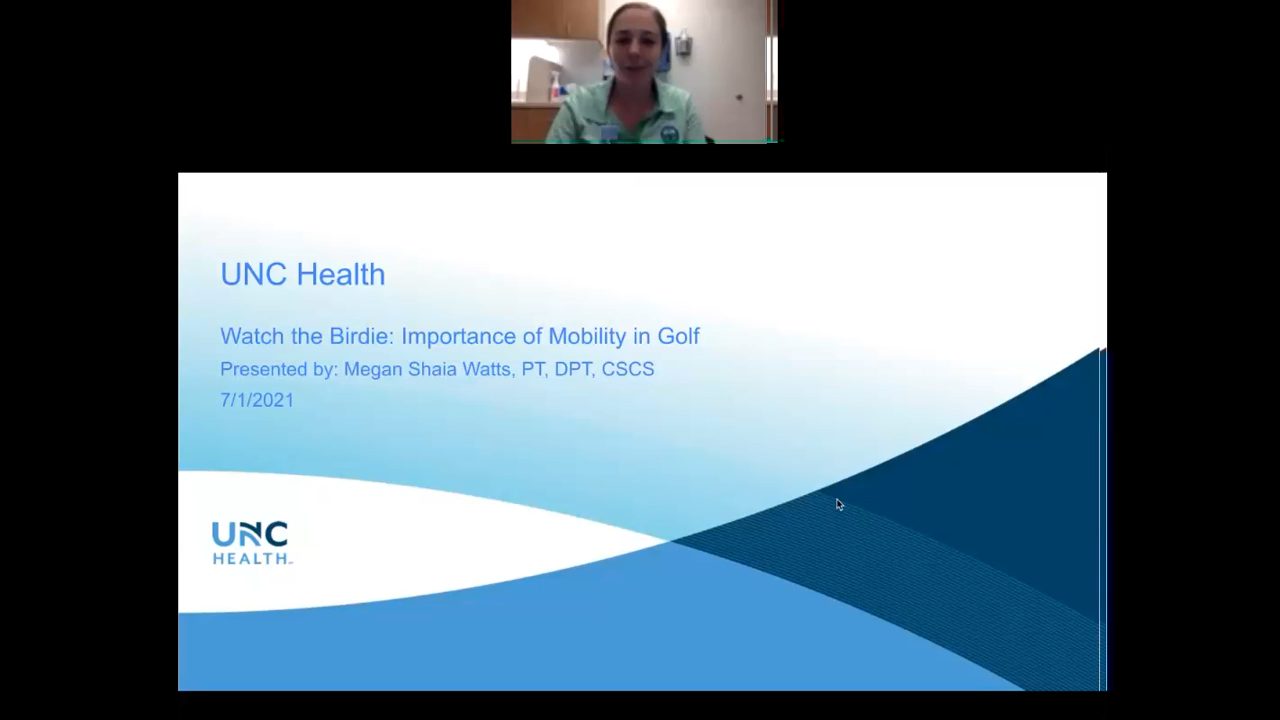 UNC Health
Watch the Birdie: Importance of Mobility in Golf
Presented by: Megan Shaia Watts, PT, DPT, CSCS
7/1/2021
UNC
HEALTH